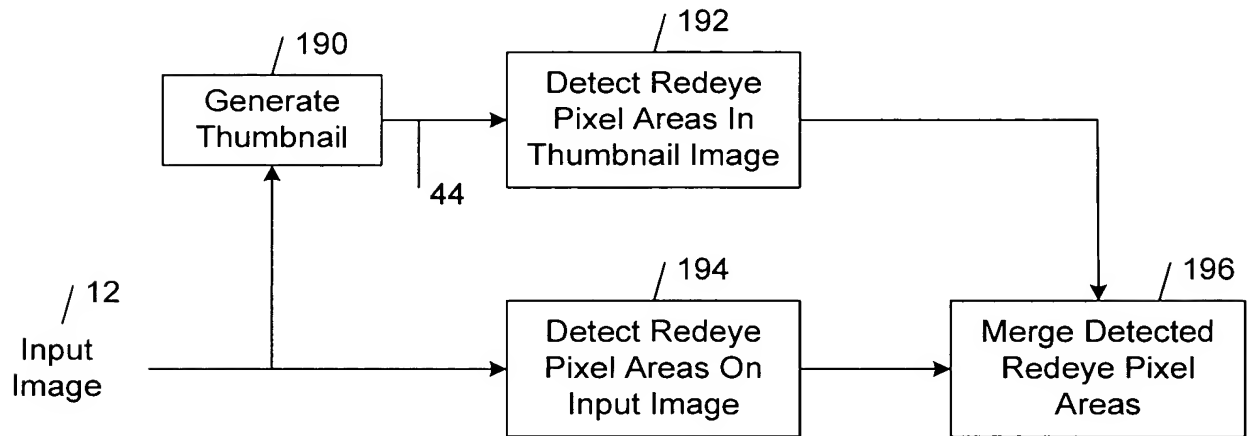 190
192
Generate
Thumbnail
Detect Redeye
Pixel Areas In
Thumbnail Image
44
12
194
196
Input
Image
Detect Redeye
Pixel Areas On
Input Image
Merge Detected
Redeye Pixel
Areas